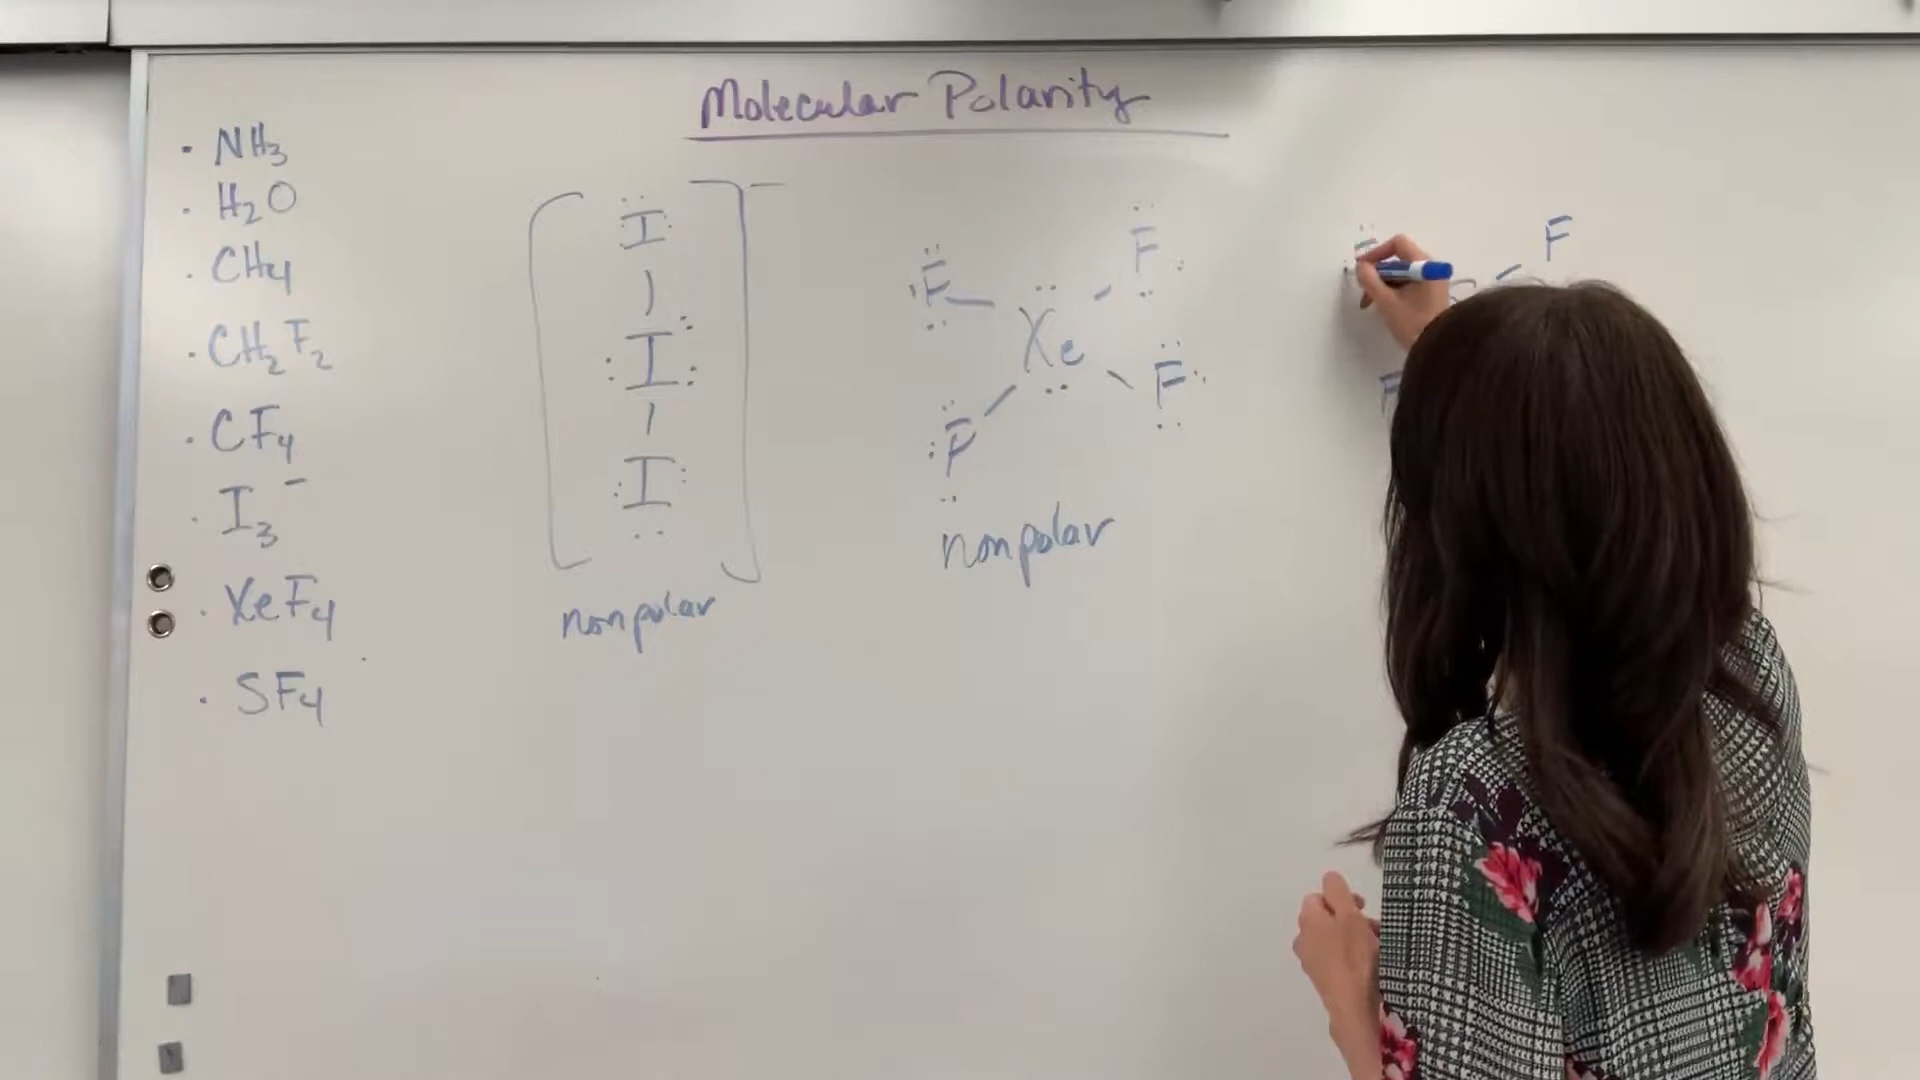 Molecular Polarity
· NH3
· H2O
· CH4
· CH2F2
· CF4
· I3-
· XeF4
· SF4
I
I
I
-
nonpolar
F F
Xe
F F
nonpolar
F F
S
F